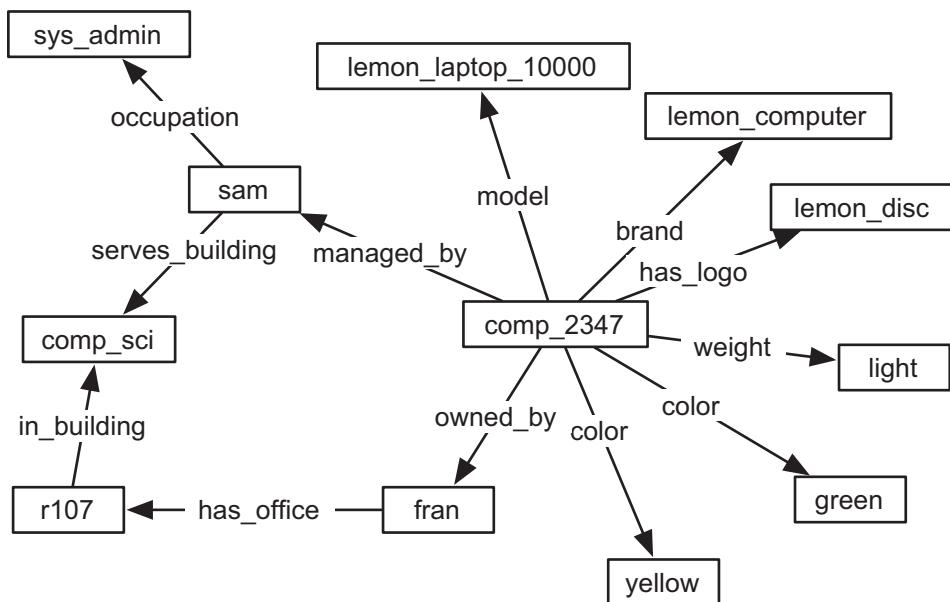 sys_admin
lemon_laptop_10000
lemon_computer
occupation
sam
model
lemon_disc
brand
serves_building
managed_by
has_logo
comp_sci
comp_2347
weight
light
color
in_building
owned_by
color
r107
has_office
fran
green
yellow